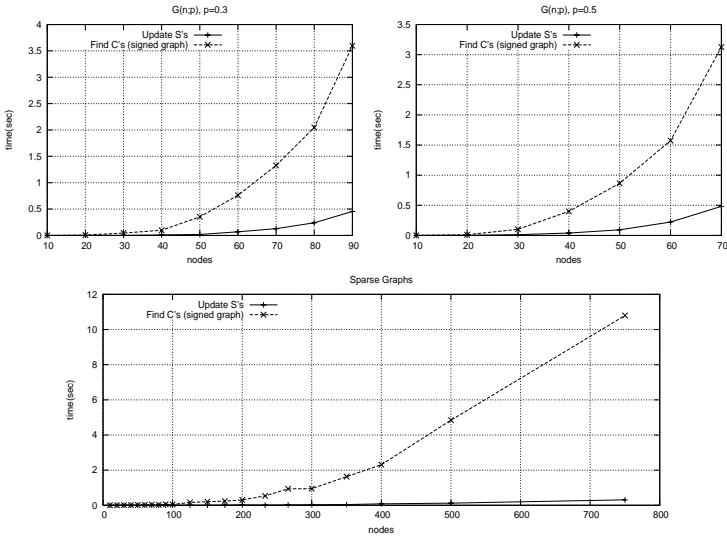 G(n;p), p=0.3
4
3.5
3
2.5
2
1.5
1
0.5
0
10 20 30 40 50 60 70 80 90
time(sec)
nodes
Update S's
Find C's (signed graph)
G(n;p), p=0.5
3.5
3
2.5
2
1.5
1
0.5
0
10 20 30 40 50 60 70
time(sec)
nodes
Update S's
Find C's (signed graph)
Sparse Graphs
12
10
8
6
4
2
0
0 100 200 300 400 500 600 700 800
time(sec)
nodes
Update S's
Find C's (signed graph)